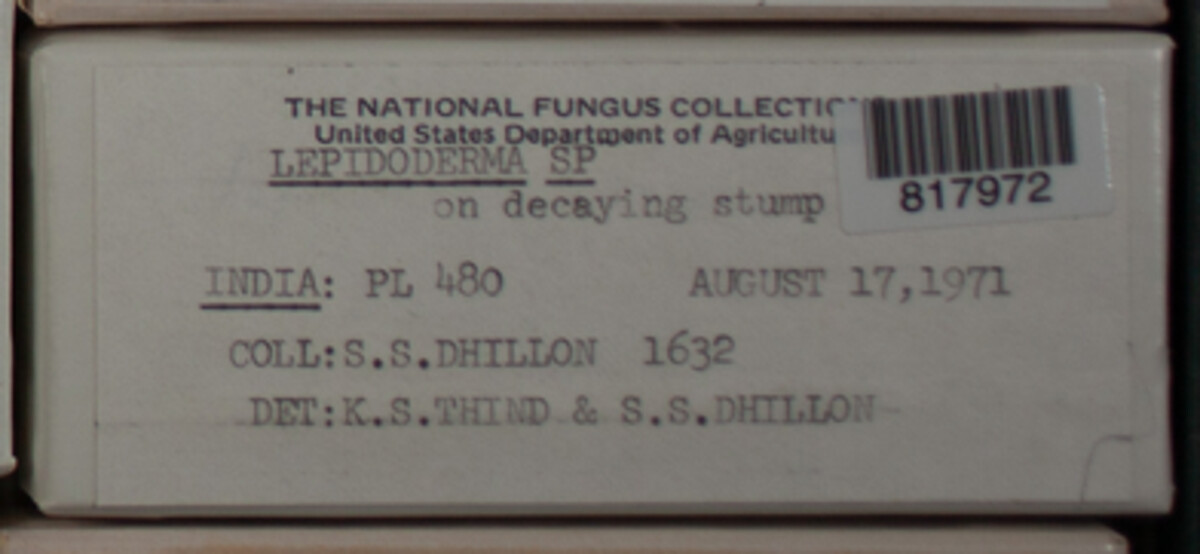 THE NATIONAL FUNGUS COLLECTIO
United States Department of Agricultu
LEPIDODERMA SP
on decaying stump
817972
INDIA: PL 480 AUGUST 17,1971
COLL:S.S.DHILLON 1632
DET:K.S.THIND & S.S.DHILLON